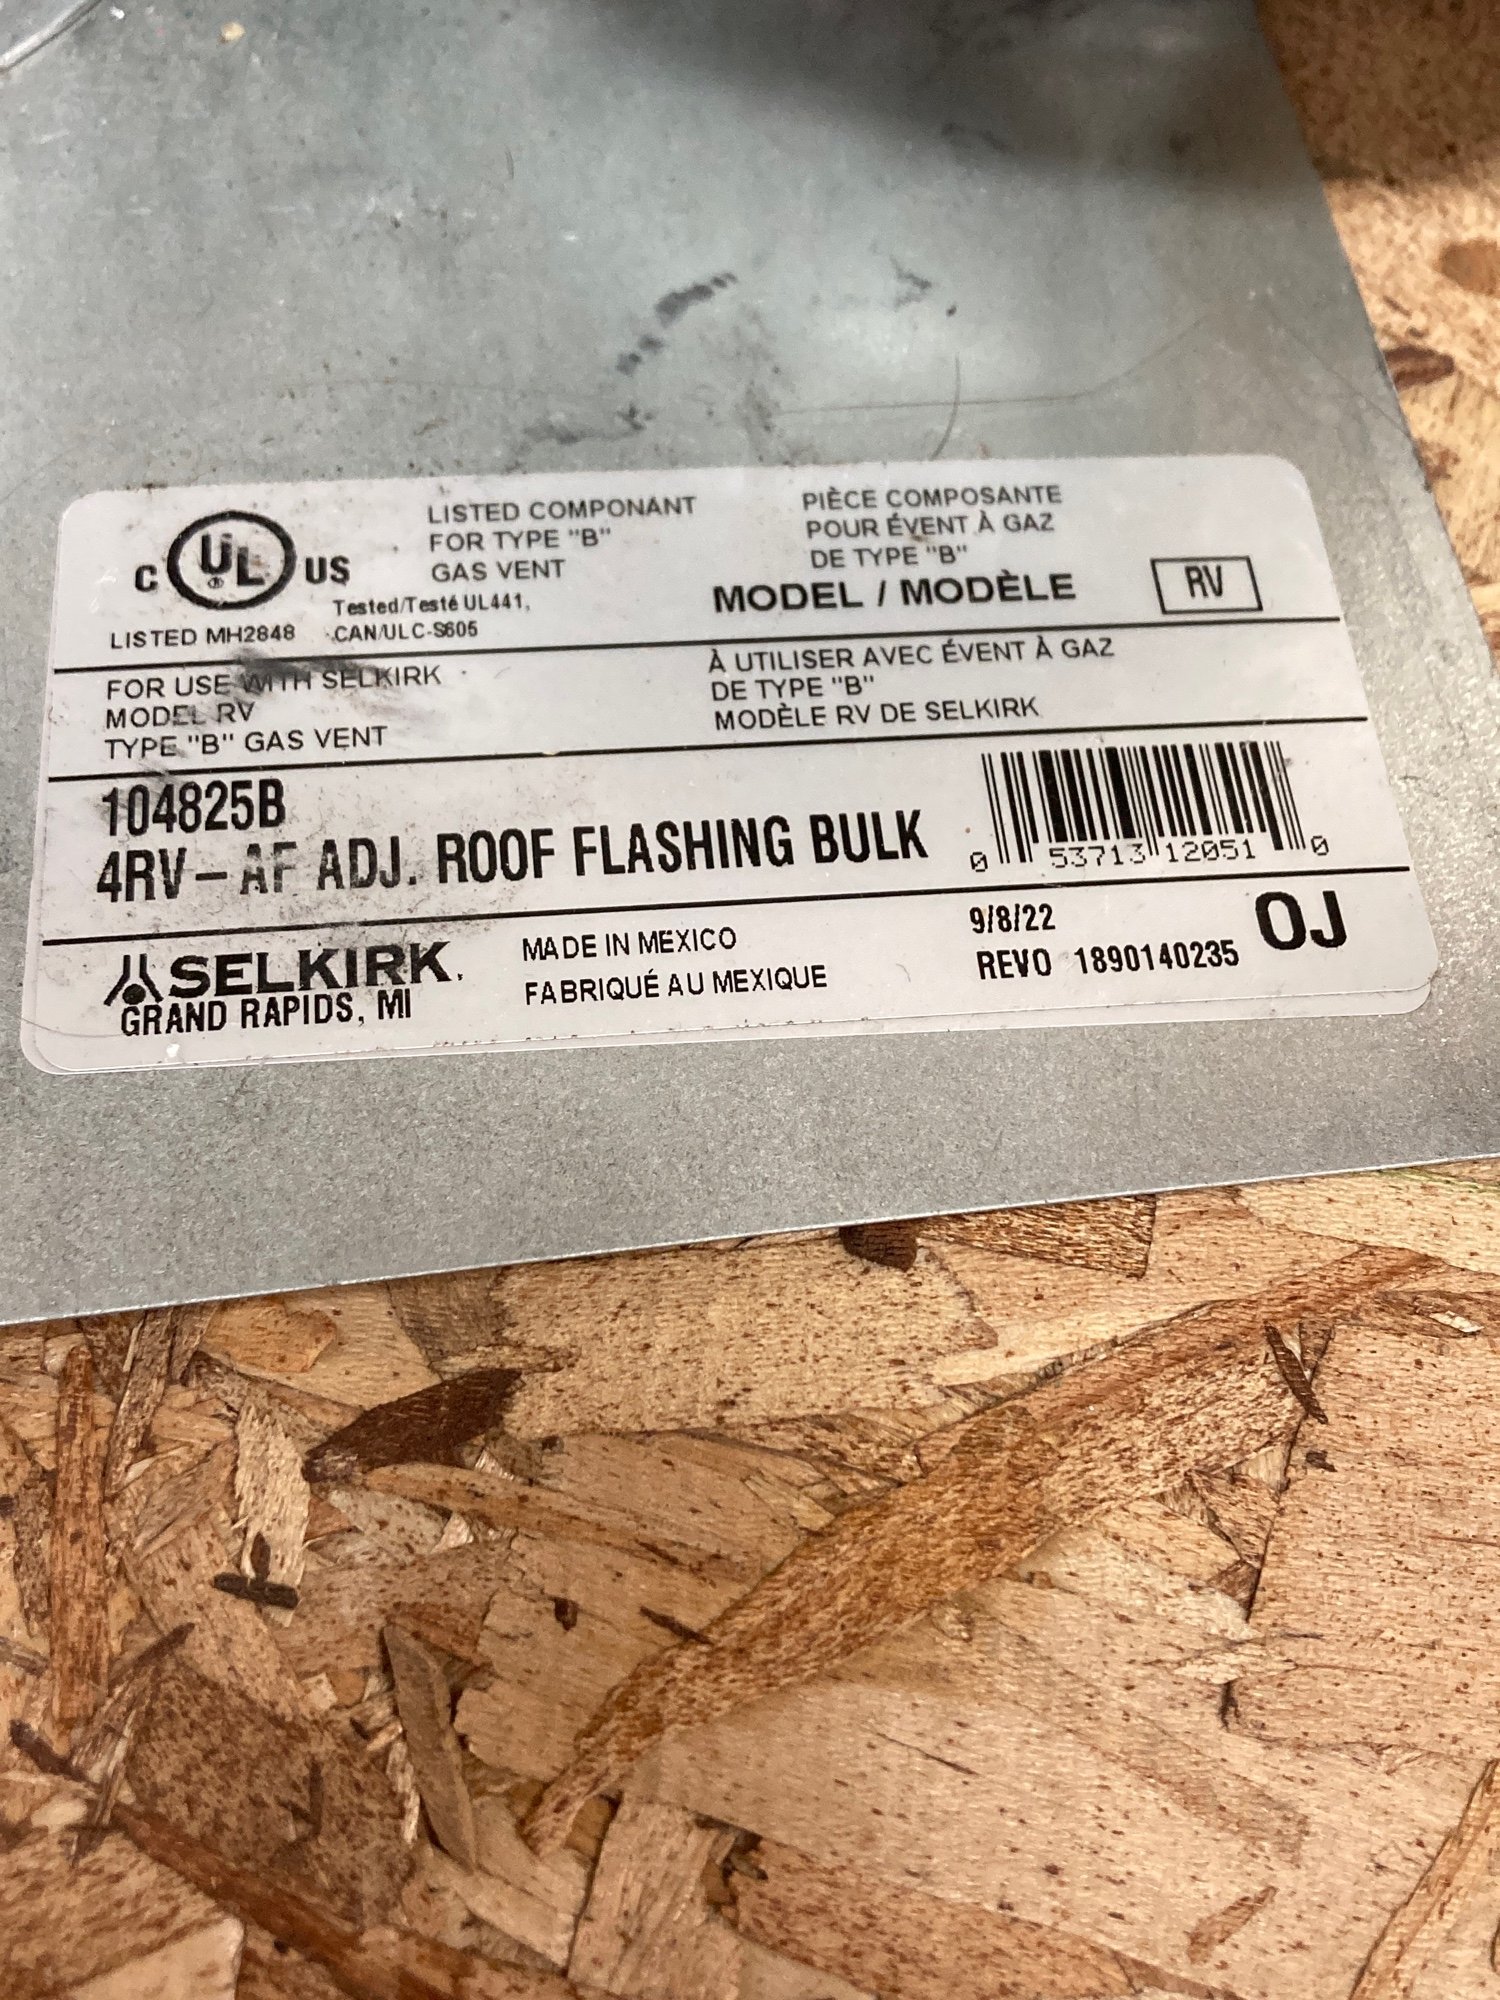 C UL ® US
LISTED COMPONANT
FOR TYPE "B"
GAS VENT
Tested/Testé UL441,
CAN/ULC-S605
LISTED MH2848
PIÈCE COMPOSANTE
POUR ÉVENT À GAZ
DE TYPE "B"
MODEL / MODÈLE
RV
FOR USE WITH SELKIRK
MODEL RV
TYPE "B" GAS VENT
À UTILISER AVEC ÉVENT À GAZ
DE TYPE "B"
MODÈLE RV DE SELKIRK
104825B
4RV-AF ADJ. ROOF FLASHING BULK
0 53713 12051 0
SELKIRK.
GRAND RAPIDS, MI
MADE IN MEXICO
FABRIQUÉ AU MEXIQUE
9/8/22
REVO 1890140235
OJ